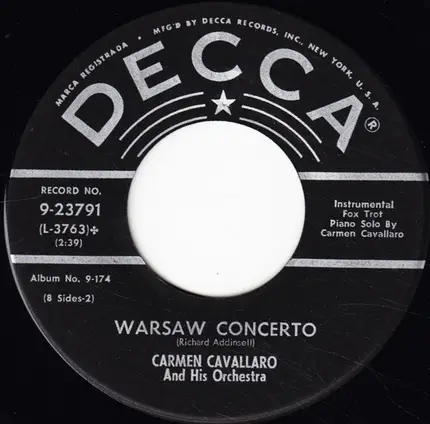 MARCA REGISTRADA • MFG'D BY DECCA RECORDS, INC., NEW YORK, U. S. A.
DECCA®
RECORD NO.
9-23791
(L-3763)✤
(2:39)
Instrumental
Fox Trot
Piano Solo By
Carmen Cavallaro
Album No. 9-174
(8 Sides-2)
WARSAW CONCERTO
(Richard Addinsell)
CARMEN CAVALLARO
And His Orchestra